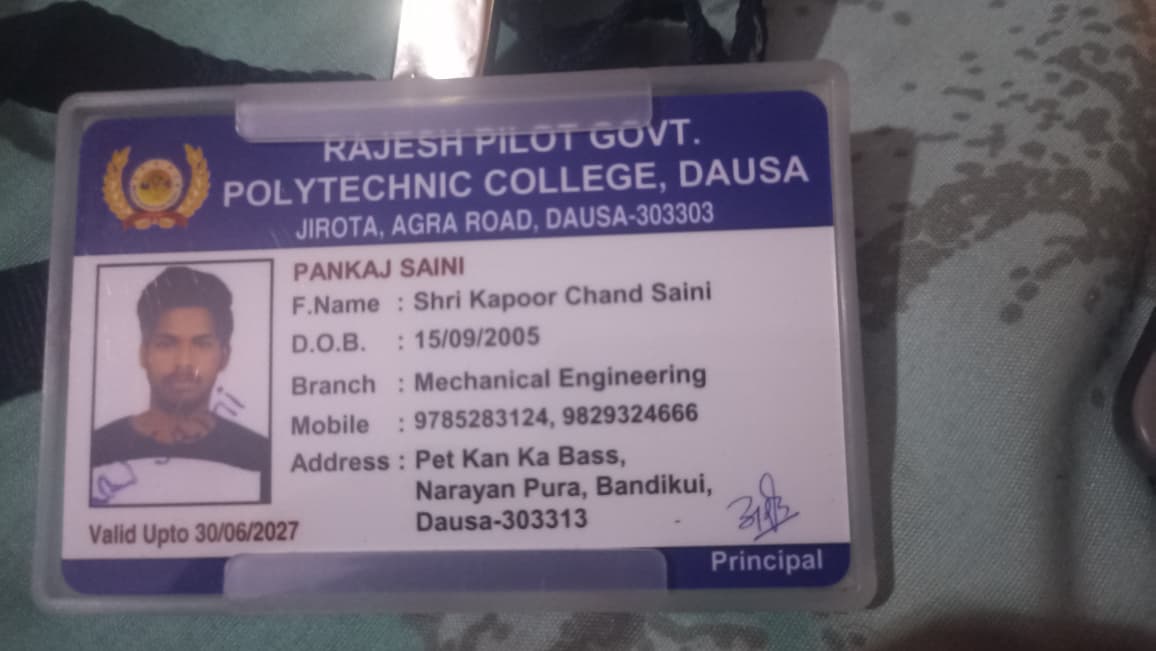 RAJESH PILOT GOVT.
POLYTECHNIC COLLEGE, DAUSA
JIROTA, AGRA ROAD, DAUSA-303303
PANKAJ SAINI
F.Name : Shri Kapoor Chand Saini
D.O.B. : 15/09/2005
Branch : Mechanical Engineering
Mobile : 9785283124, 9829324666
Address : Pet Kan Ka Bass,
Narayan Pura, Bandikui,
Dausa-303313
Valid Upto 30/06/2027
Principal